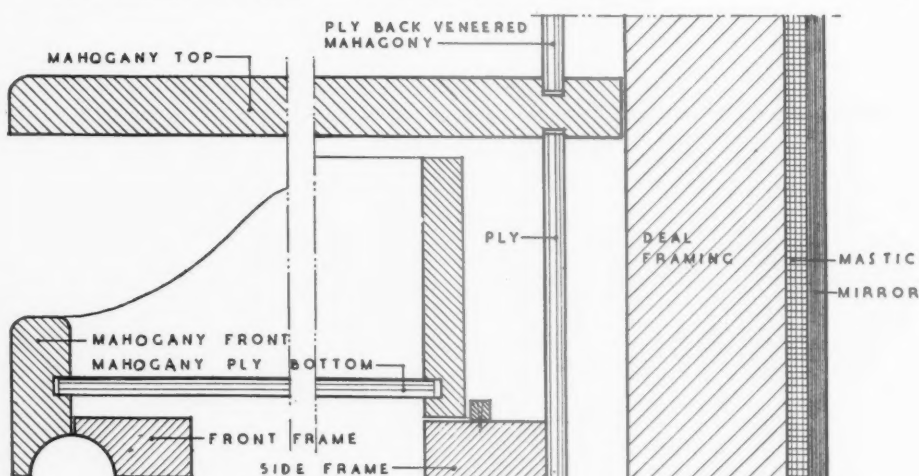 PLY BACK VENEERED
MAHAGONY
MAHOGANY TOP
PLY
DEAL
FRAMING
MASTIC
MIRROR
MAHOGANY FRONT
MAHOGANY PLY BOTTOM
FRONT FRAME
SIDE FRAME